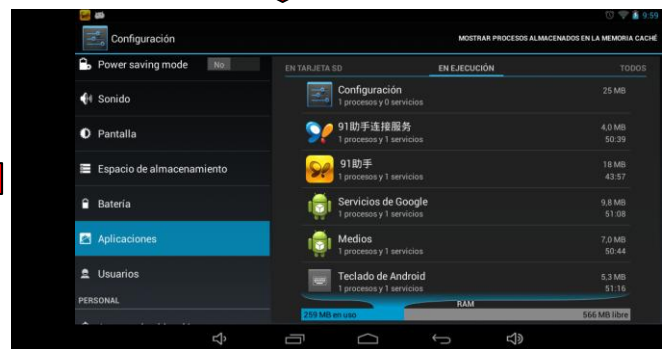 9:59
Configuración
MOSTRAR PROCESOS ALMACENADOS EN LA MEMORIA CACHÉ
Power saving mode No
Sonido
Pantalla
Espacio de almacenamiento
Batería
Aplicaciones
Usuarios
PERSONAL
EN TARJETA SD EN EJECUCIÓN TODOS
Configuración 25 MB
1 procesos y 0 servicios
91助手连接服务 4,0 MB
1 procesos y 1 servicios 50:39
91助手 18 MB
1 procesos y 1 servicios 43:57
Servicios de Google 9,8 MB
1 procesos y 1 servicios 51:08
Medios 7,0 MB
1 procesos y 1 servicios 50:44
Teclado de Android 5,3 MB
1 procesos y 1 servicios 51:16
RAM
259 MB en uso 566 MB libre